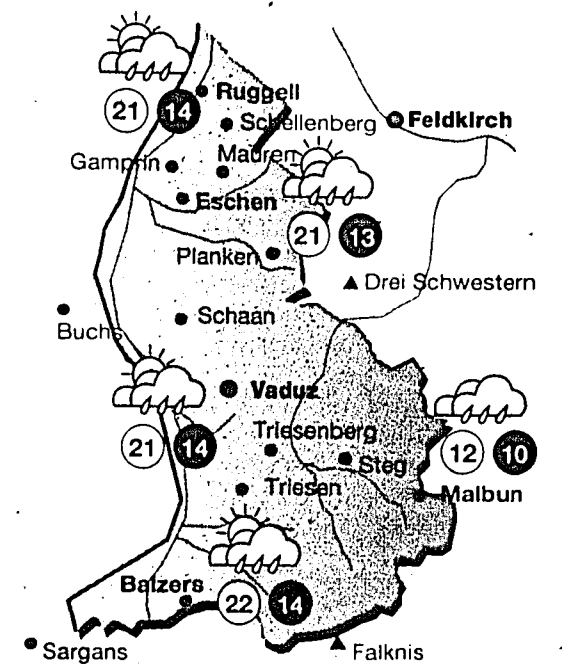 Ruggell
21 14
Schellenberg
Feldkirch
Gamprin
Mauren
Eschen
21 13
Planken
Drei Schwestern
Buchs
Schaan
Vaduz
21 14
Triesenberg
Steg
12 10
Triesen
Malbun
Balzers
22 14
Sargans
Falknis